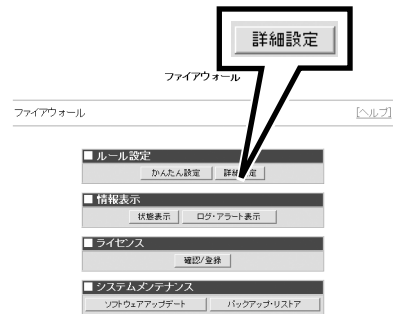 詳細設定
ファイアウォール
ファイアウォール [ヘルプ]
■ ルール設定
かんたん設定 詳細設定
■ 情報表示
状態表示 ログ・アラート表示
■ ライセンス
確認/登録
■ システムメンテナンス
ソフトウェアアップデート バックアップ・リストア